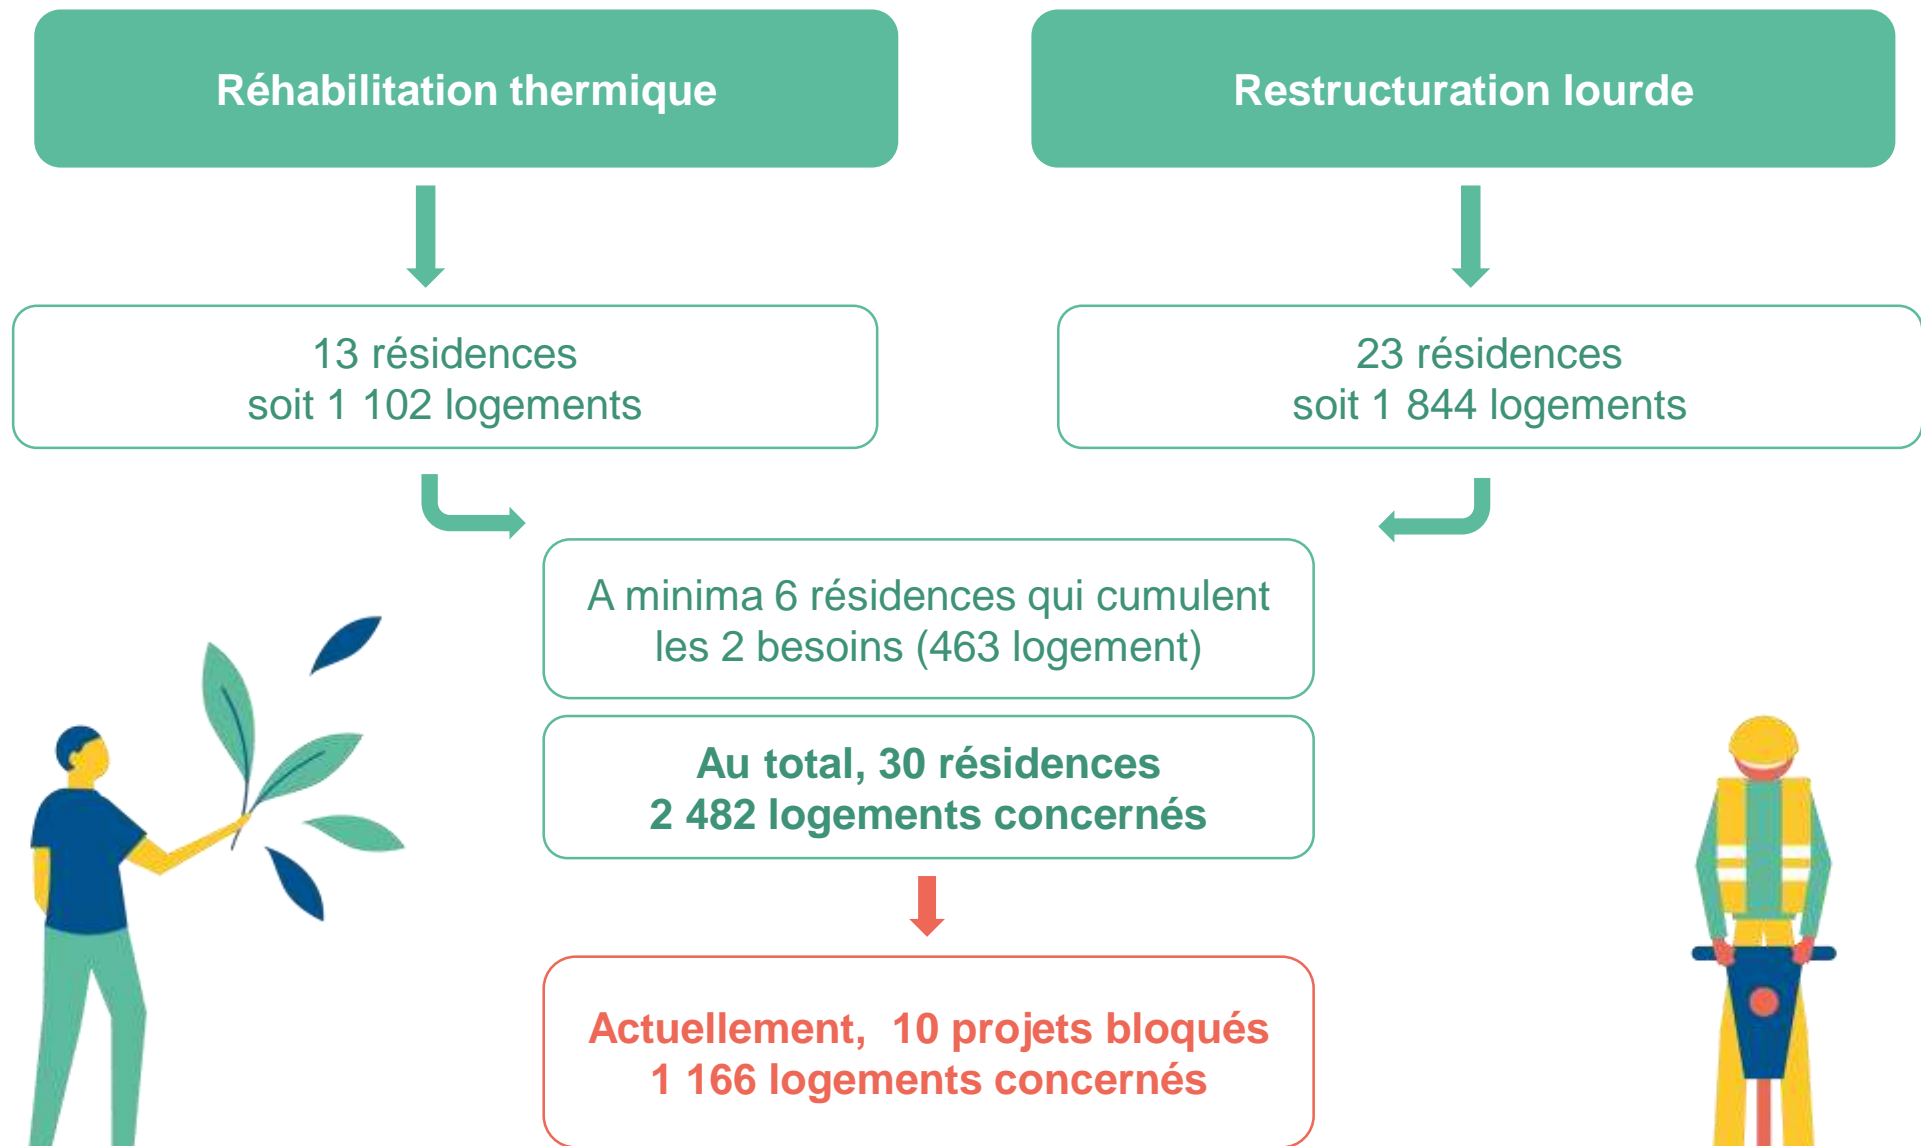 Réhabilitation thermique
Restructuration lourde
13 résidences
soit 1 102 logements
23 résidences
soit 1 844 logements
A minima 6 résidences qui cumulent
les 2 besoins (463 logement)
Au total, 30 résidences
2 482 logements concernés
Actuellement,  10 projets bloqués
1 166 logements concernés